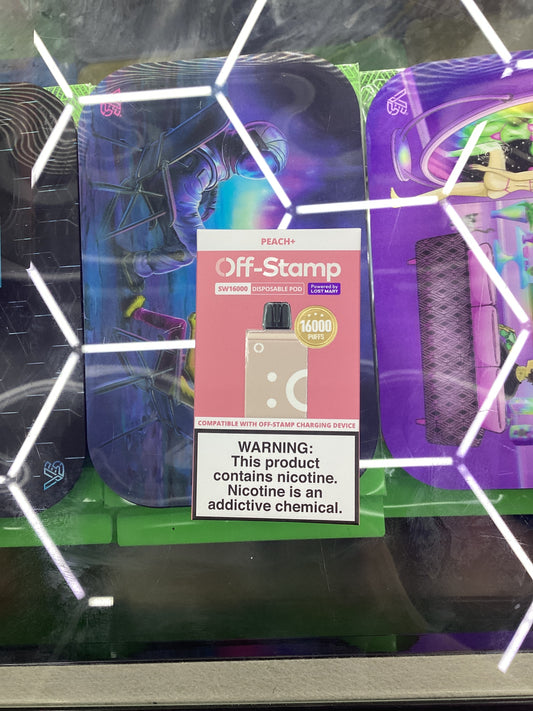 PEACH+
Off-Stamp
SW16000 DISPOSABLE POD Powered by
LOST MARY
16000
PUFFS
COMPATIBLE WITH OFF-STAMP CHARGING DEVICE
WARNING:
This product
contains nicotine.
Nicotine is an
addictive chemical.